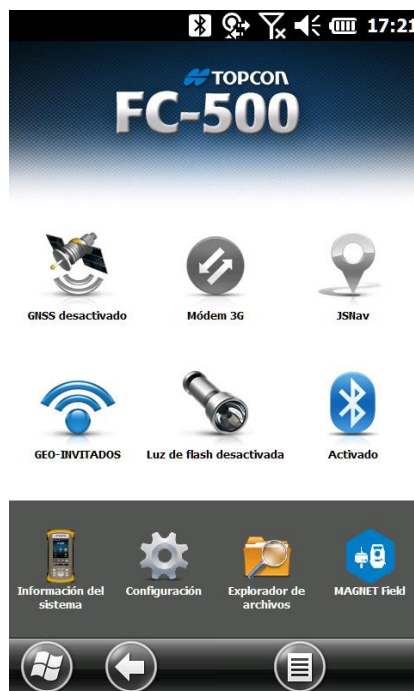 17:21
TOPCON
FC-500
GNSS desactivado
Módem 3G
JSNav
GEO-INVITADOS
Luz de flash desactivada
Activado
Información del
sistema
Configuración
Explorador de
archivos
MAGNET Field